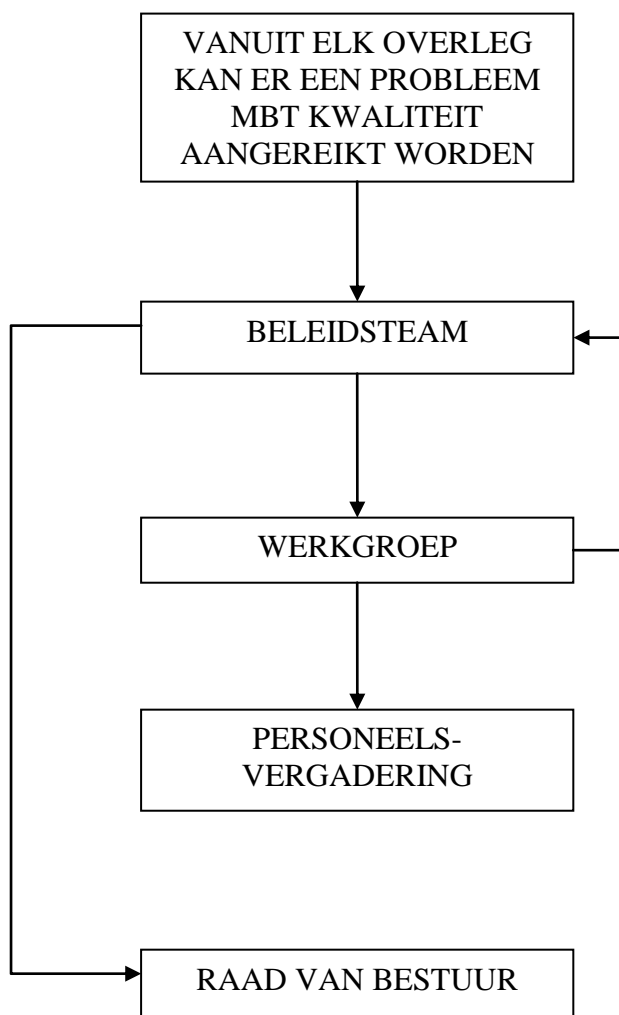 VANUIT ELK OVERLEG
KAN ER EEN PROBLEEM
MBT KWALITEIT
AANGEREIKT WORDEN
BELEIDSTEAM
WERKGROEP
PERSONEELS-
VERGADERING
RAAD VAN BESTUUR